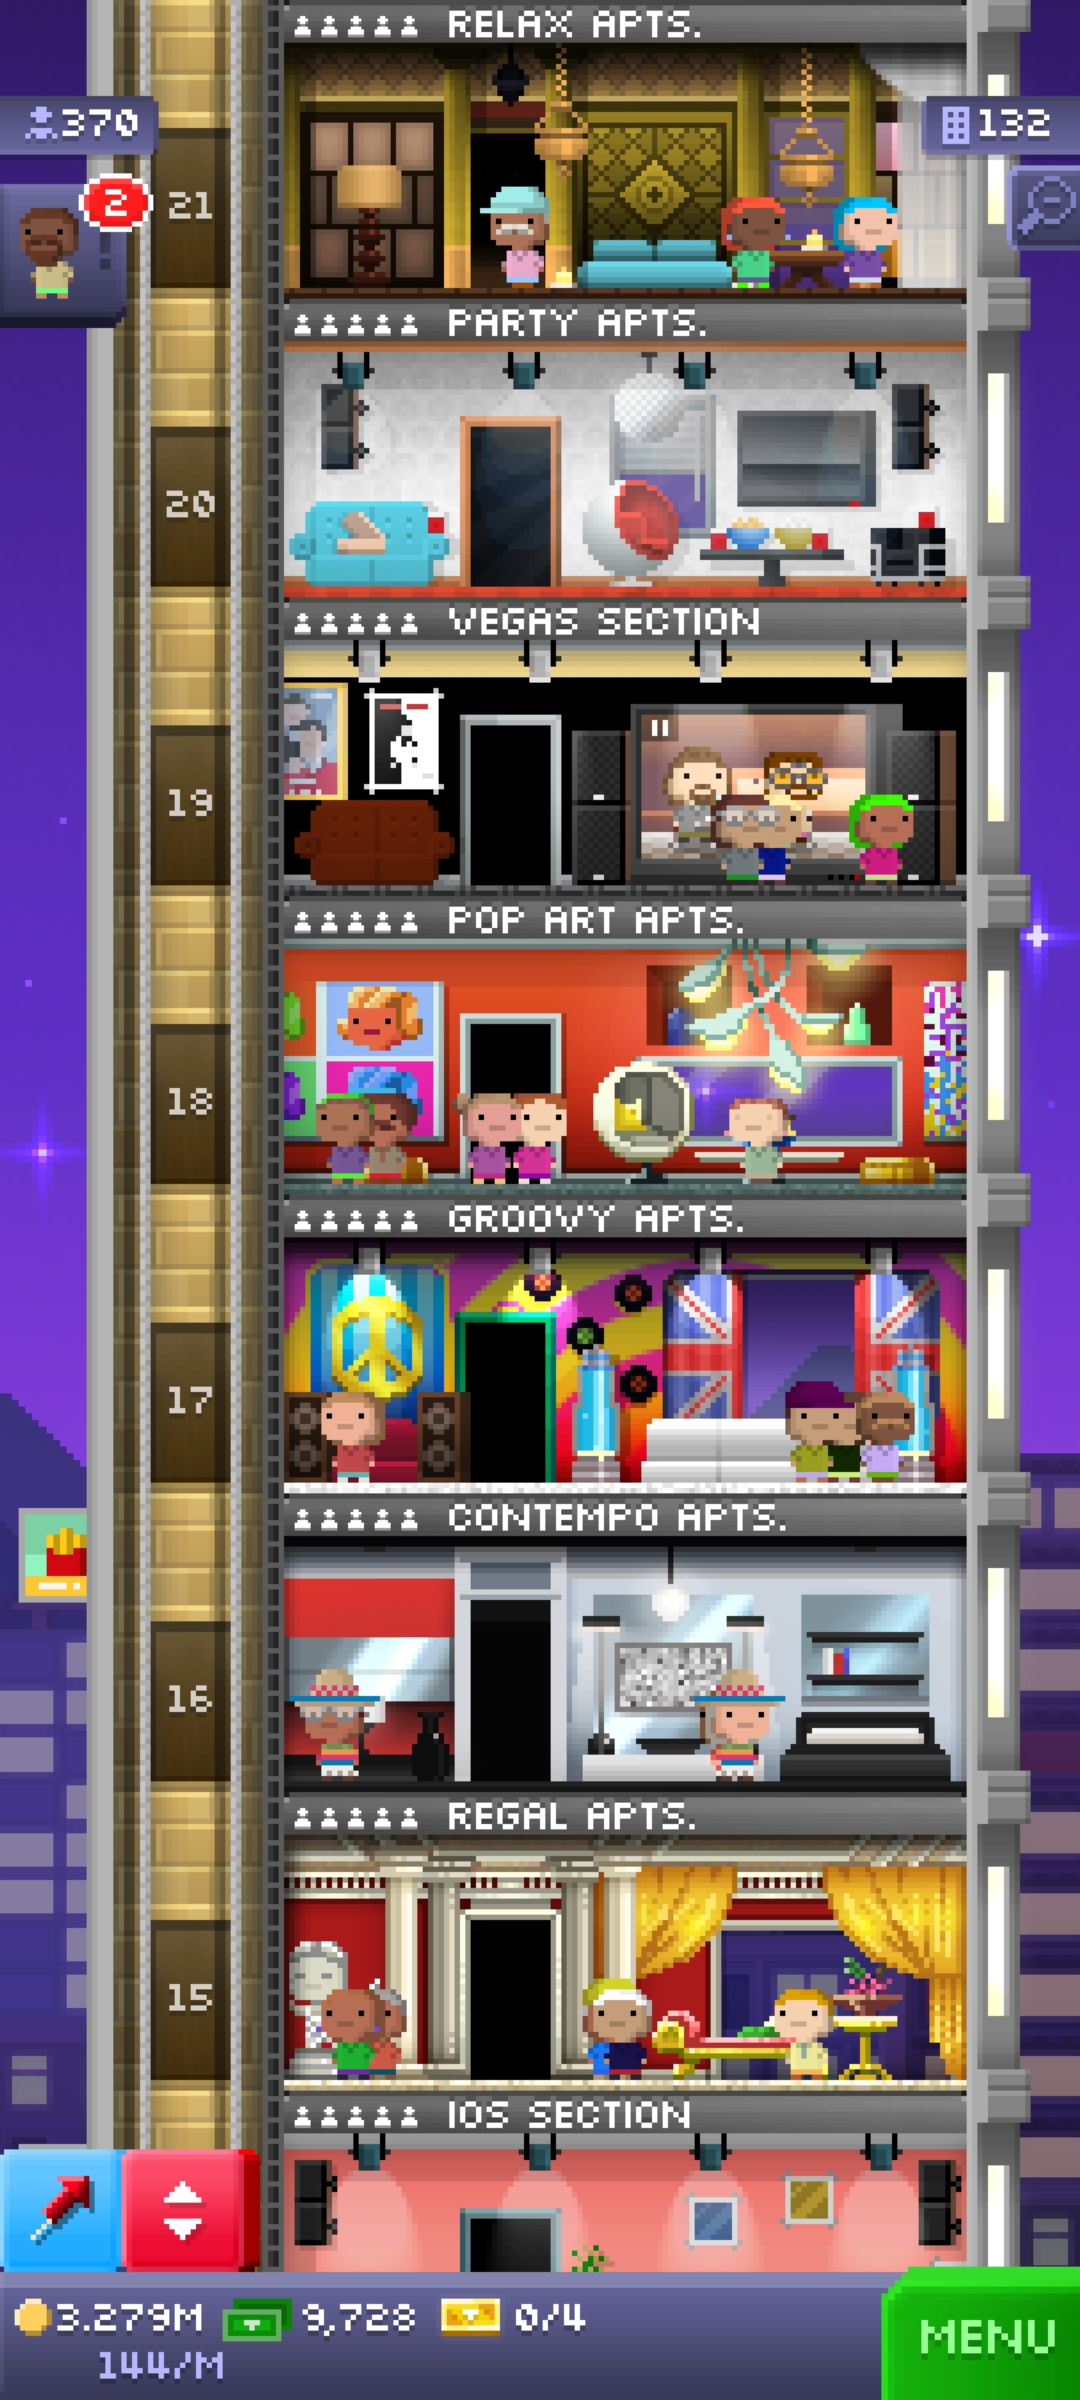 RELAX APTS.
370
132
2
21
PARTY APTS.
20
VEGAS SECTION
19
POP ART APTS.
18
GROOVY APTS.
17
CONTEMPO APTS.
16
REGAL APTS.
15
IOS SECTION
3.279M 9,728 0/4
144/M
MENU